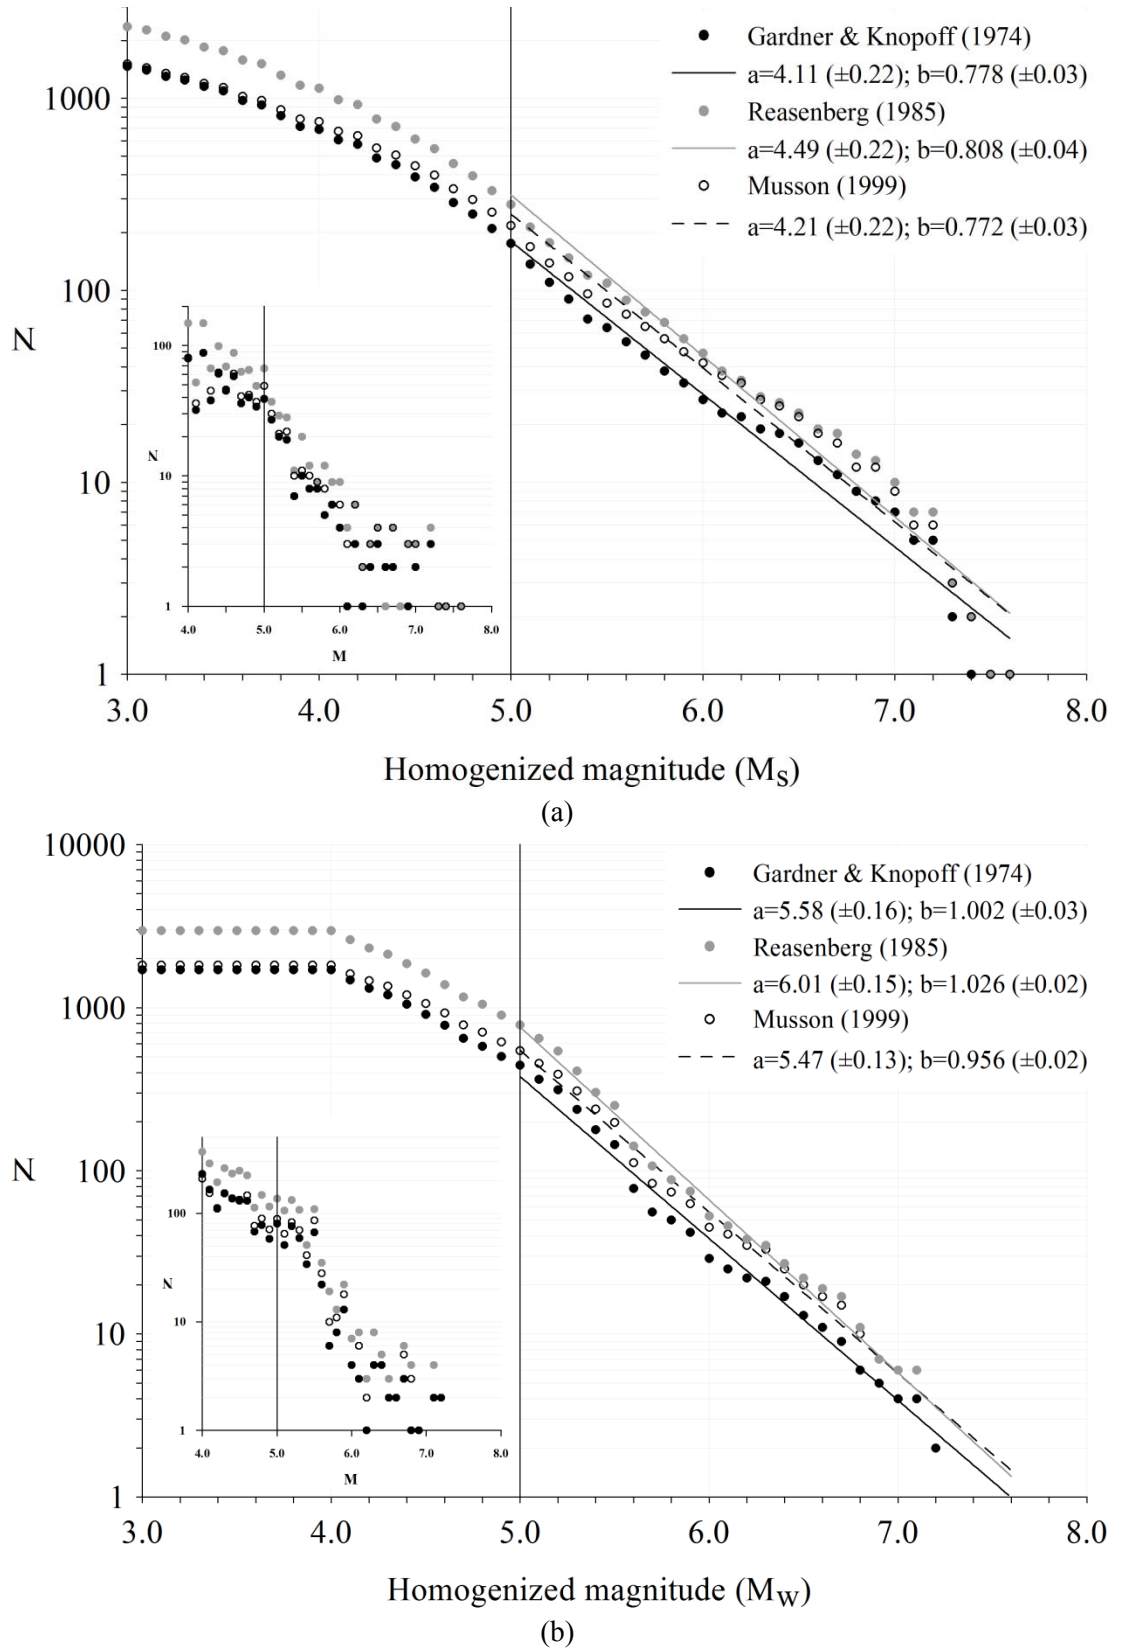 Gardner & Knopoff (1974)
a=4.11 (±0.22); b=0.778 (±0.03)
Reasenberg (1985)
a=4.49 (±0.22); b=0.808 (±0.04)
Musson (1999)
a=4.21 (±0.22); b=0.772 (±0.03)
1000
100
10
1
N
100
10
1
N
4.0 5.0 6.0 7.0 8.0
M
3.0 4.0 5.0 6.0 7.0 8.0
Homogenized magnitude (MS)
(a)
10000
Gardner & Knopoff (1974)
a=5.58 (±0.16); b=1.002 (±0.03)
Reasenberg (1985)
a=6.01 (±0.15); b=1.026 (±0.02)
Musson (1999)
a=5.47 (±0.13); b=0.956 (±0.02)
1000
100
10
1
N
100
10
1
N
4.0 5.0 6.0 7.0 8.0
M
3.0 4.0 5.0 6.0 7.0 8.0
Homogenized magnitude (MW)
(b)